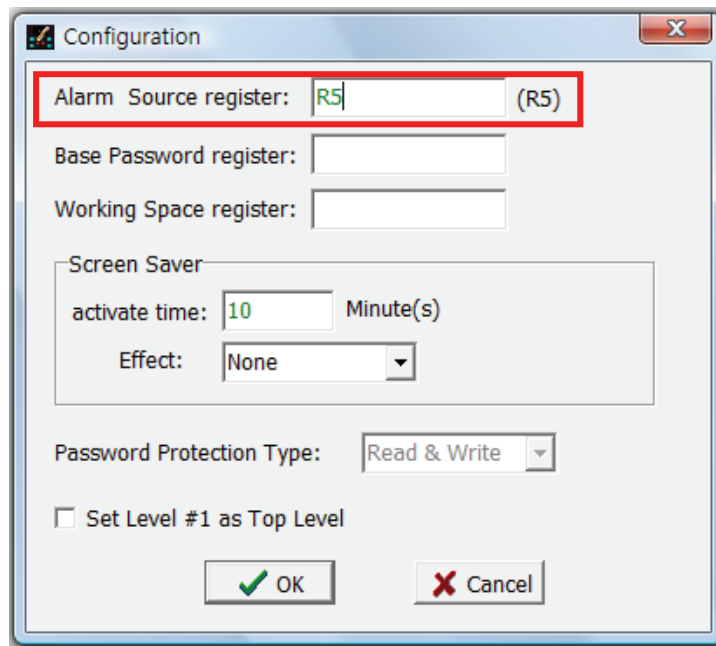 Configuration
Alarm Source register: R5 (R5)
Base Password register:
Working Space register:
Screen Saver
activate time: 10 Minute(s)
Effect: None
Password Protection Type: Read & Write
Set Level #1 as Top Level
OK Cancel